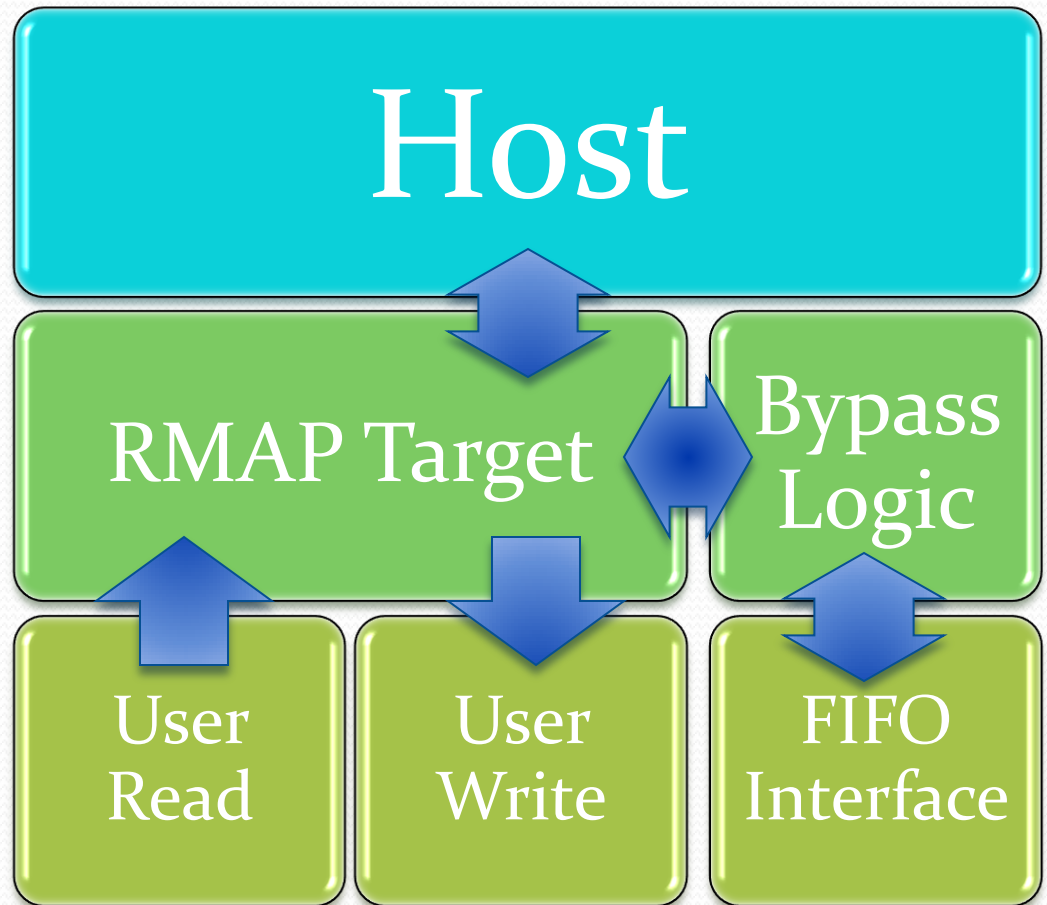 Host
RMAP Target
Bypass
Logic
User
Read
User
Write
FIFO
Interface